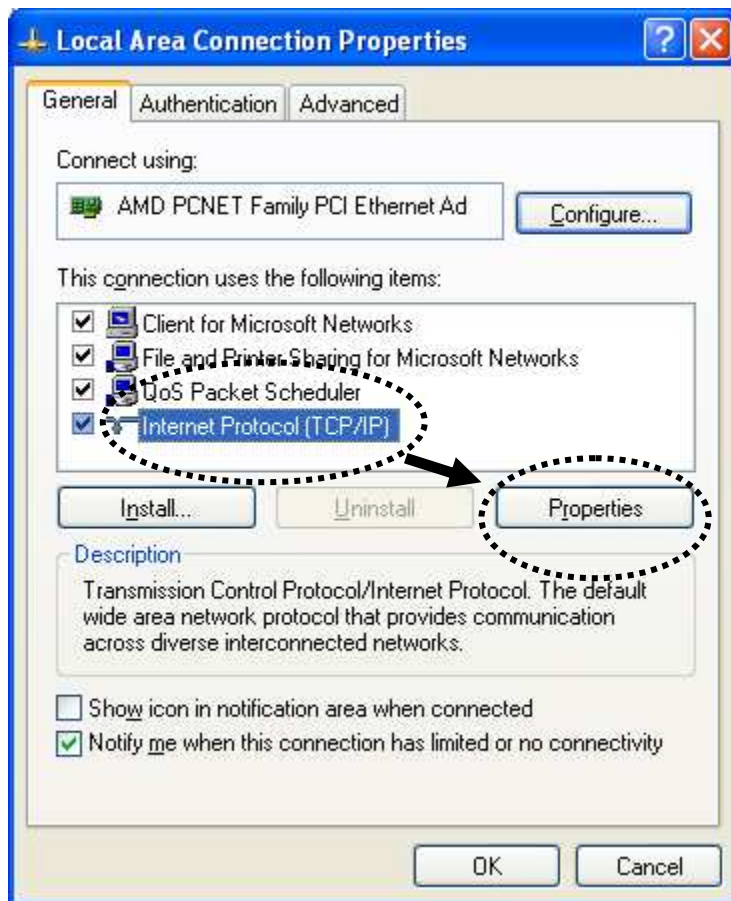 Local Area Connection Properties
General Authentication Advanced
Connect using:
AMD PCNET Family PCI Ethernet Ad
Configure...
This connection uses the following items:
Client for Microsoft Networks
File and Printer Sharing for Microsoft Networks
QoS Packet Scheduler
Internet Protocol (TCP/IP)
Install... Uninstall Properties
Description
Transmission Control Protocol/Internet Protocol. The default
wide area network protocol that provides communication
across diverse interconnected networks.
Show icon in notification area when connected
Notify me when this connection has limited or no connectivity
OK Cancel